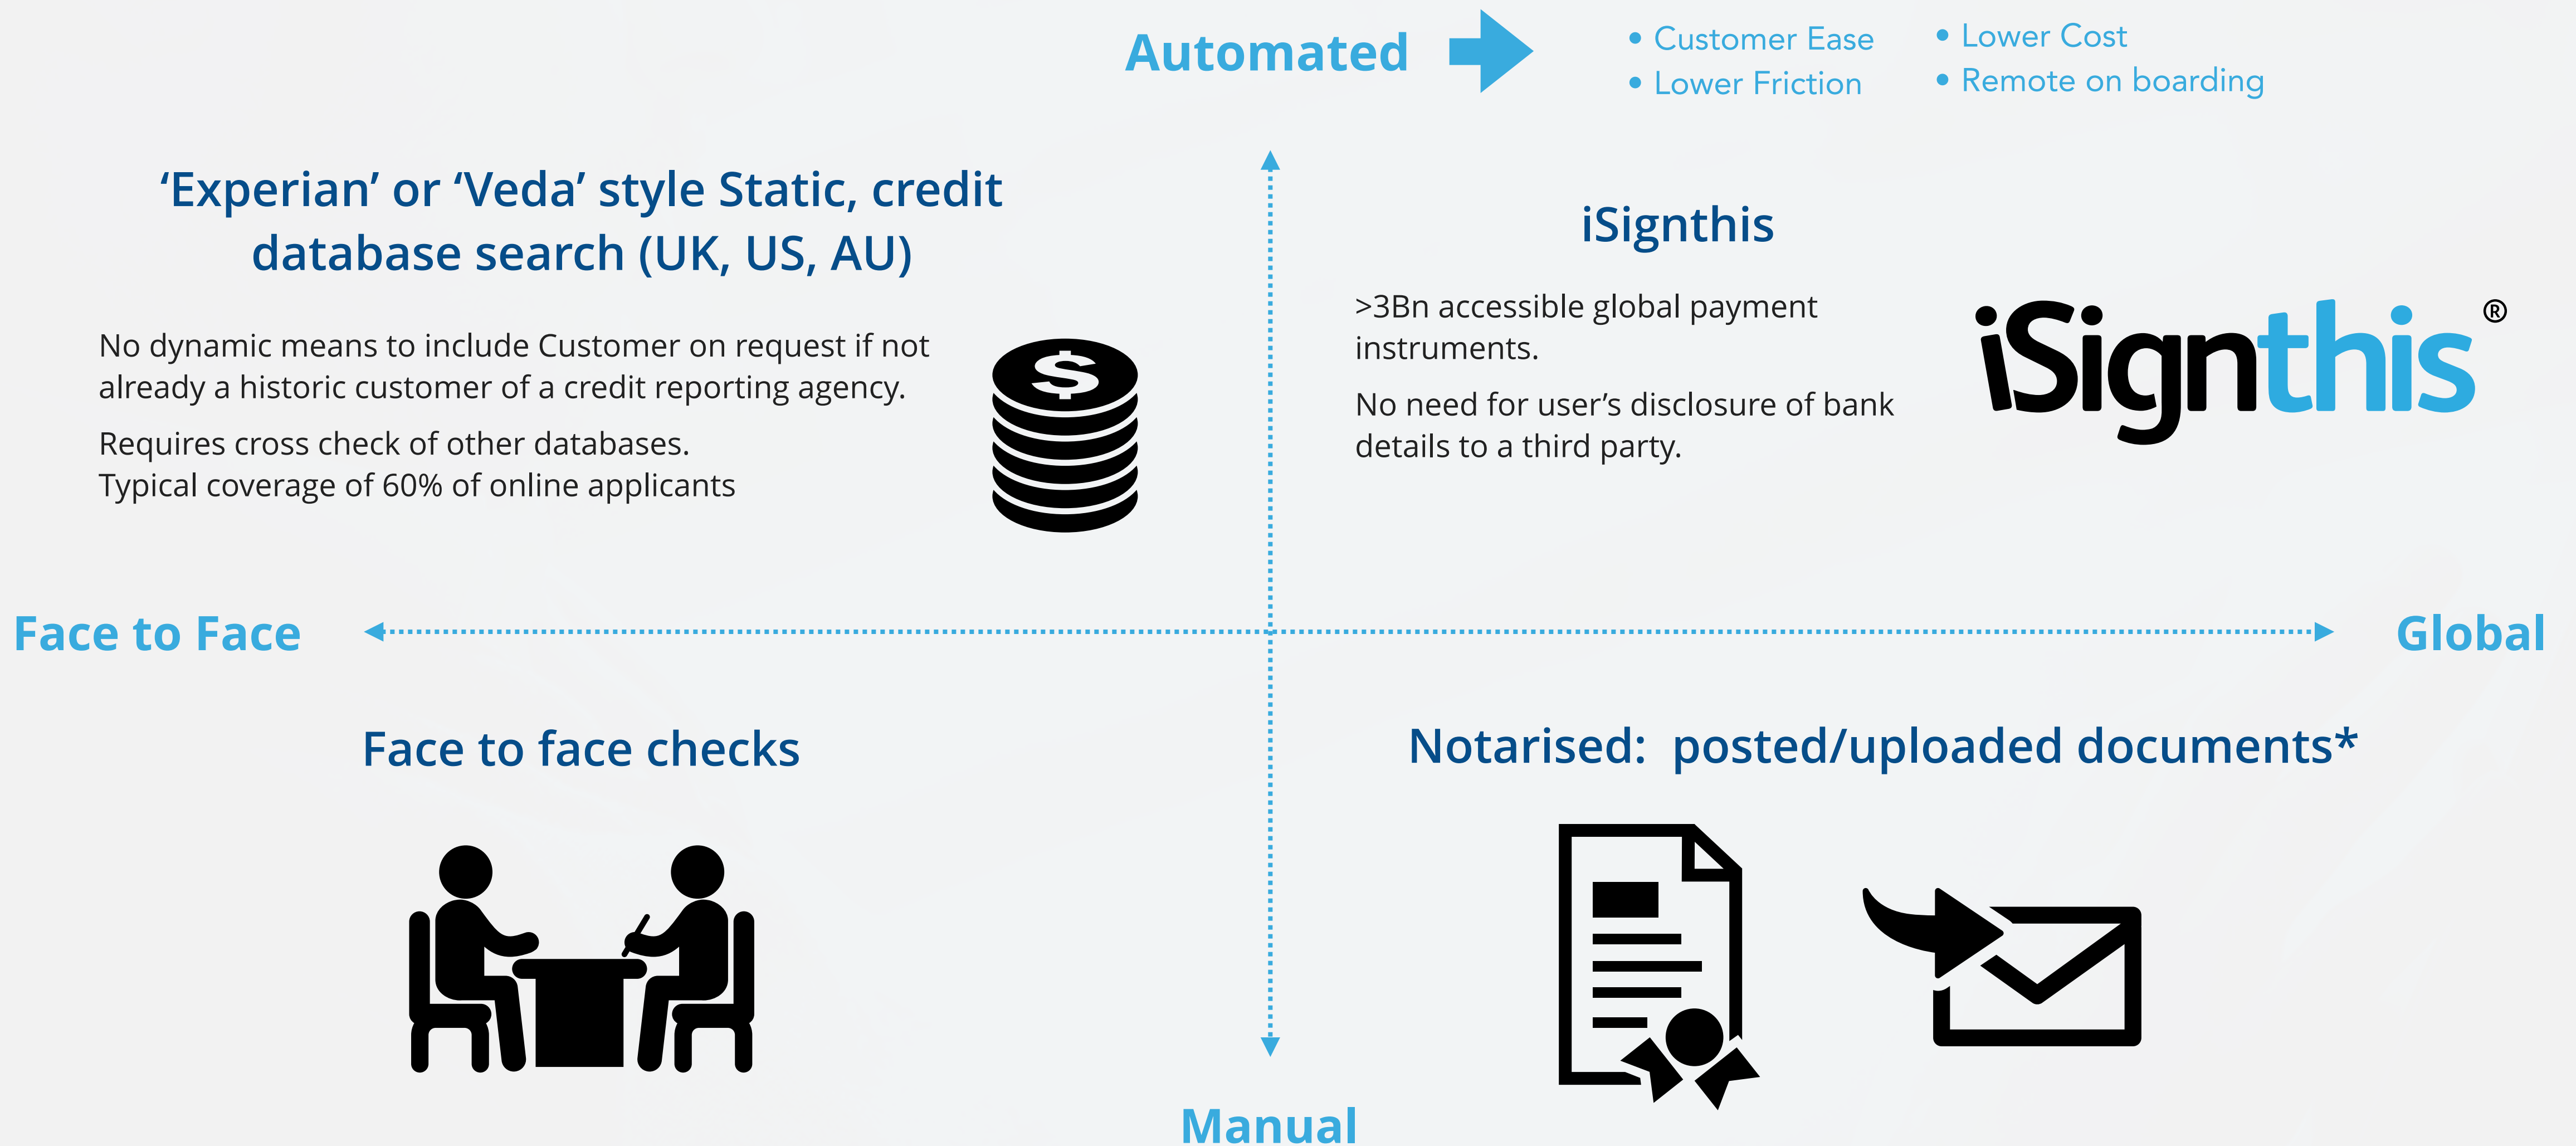 Automated
• Customer Ease
• Lower Friction
• Lower Cost
• Remote on boarding
‘Experian’ or ‘Veda’ style Static, credit
database search (UK, US, AU)
No dynamic means to include Customer on request if not
already a historic customer of a credit reporting agency.
Requires cross check of other databases.
Typical coverage of 60% of online applicants
$
iSignthis
>3Bn accessible global payment
instruments.
No need for user’s disclosure of bank
details to a third party.
iSignthis®
Face to Face
Global
Face to face checks
Notarised:  posted/uploaded documents*
Manual